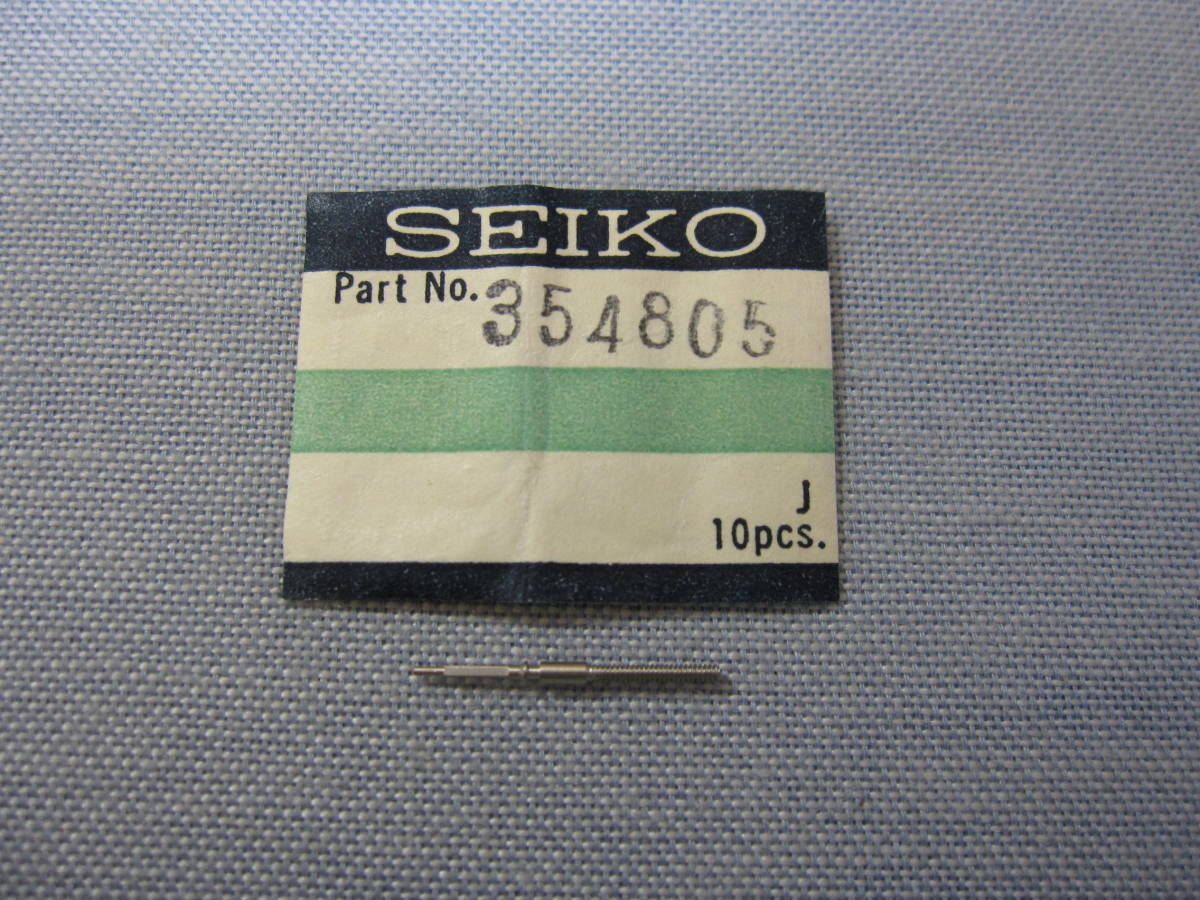 SEIKO
Part No. 354805
J
10pcs.